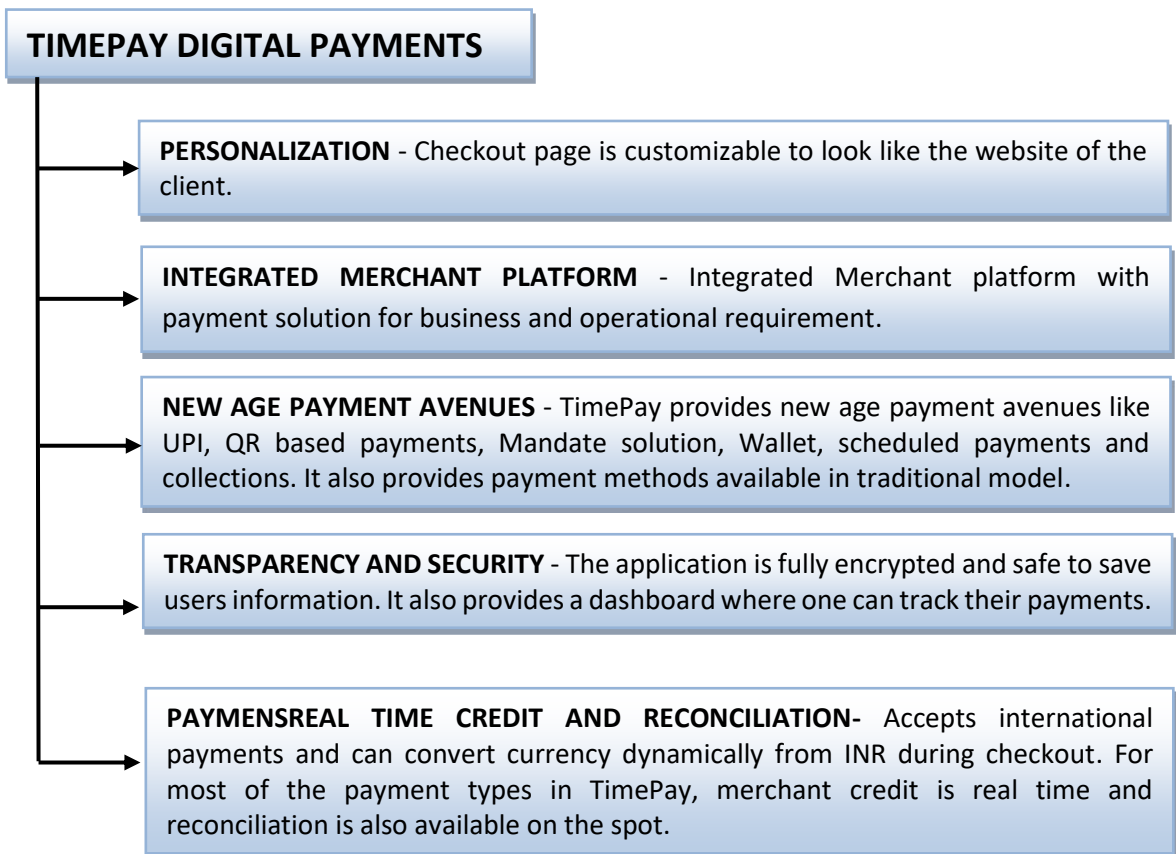 TIMEPAY DIGITAL PAYMENTS
PERSONALIZATION - Checkout page is customizable to look like the website of the
client.
INTEGRATED MERCHANT PLATFORM - Integrated Merchant platform with
payment solution for business and operational requirement.
NEW AGE PAYMENT AVENUES - TimePay provides new age payment avenues like
UPI, QR based payments, Mandate solution, Wallet, scheduled payments and
collections. It also provides payment methods available in traditional model.
TRANSPARENCY AND SECURITY - The application is fully encrypted and safe to save
users information. It also provides a dashboard where one can track their payments.
PAYMENSREAL TIME CREDIT AND RECONCILIATION- Accepts international
payments and can convert currency dynamically from INR during checkout. For
most of the payment types in TimePay, merchant credit is real time and
reconciliation is also available on the spot.